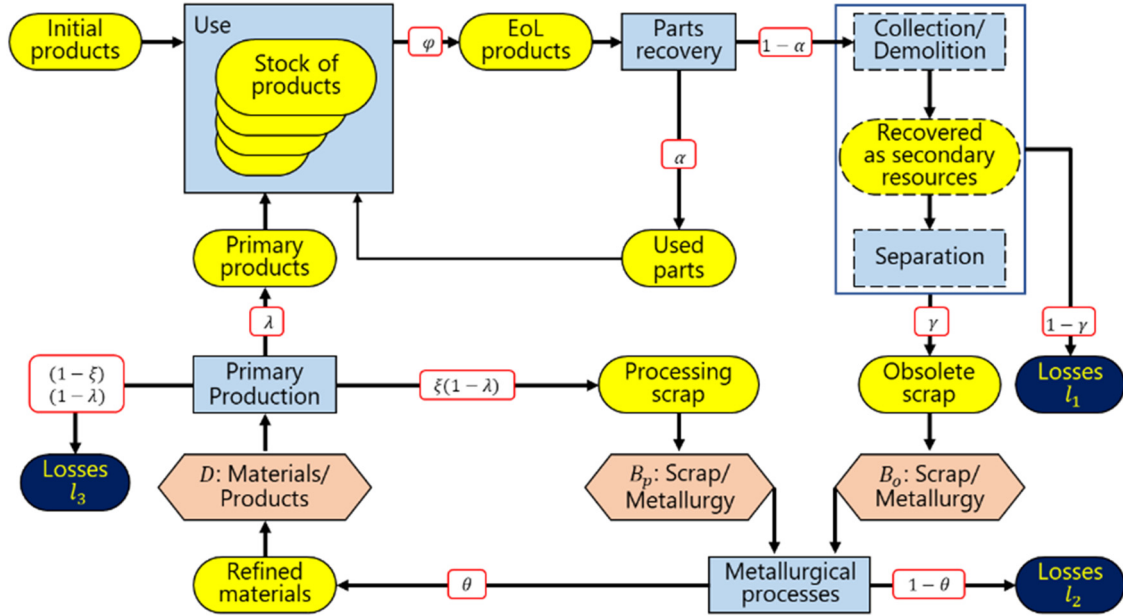 Initial
products
Use
Stock of
products
φ
EoL
products
Parts
recovery
1 − α
Collection/
Demolition
Recovered
as secondary
resources
Separation
α
Used
parts
Primary
products
λ
γ
1 − γ
(1 − ξ)
(1 − λ)
Primary
Production
ξ(1 − λ)
Processing
scrap
Obsolete
scrap
Losses
l₁
Losses
l₃
D: Materials/
Products
Bₚ: Scrap/
Metallurgy
Bₒ: Scrap/
Metallurgy
Refined
materials
θ
Metallurgical
processes
1 − θ
Losses
l₂